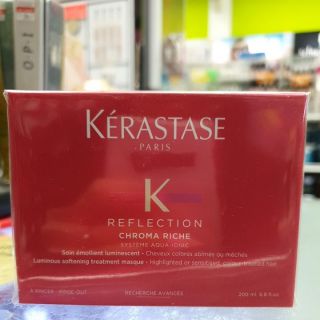 KÉRASTASE
PARIS
K
REFLECTION
CHROMA RICHE
SYSTÈME AQUA-IONIC
Soin émollient luminescent - Cheveux colorés abîmés ou méchés
Luminous softening treatment masque - Highlighted or sensitized, colour-treated hair
À RINCER - RINSE-OUT
RECHERCHE AVANCÉE
200 ml 6.8 fl.oz